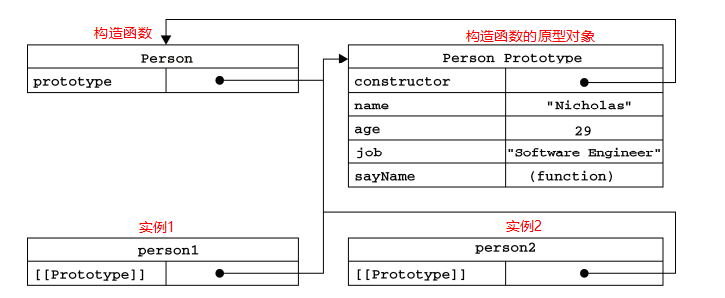 构造函数
构造函数的原型对象
Person
prototype
Person Prototype
constructor
name "Nicholas"
age 29
job "Software Engineer"
sayName (function)
实例1
实例2
person1
[[Prototype]]
person2
[[Prototype]]